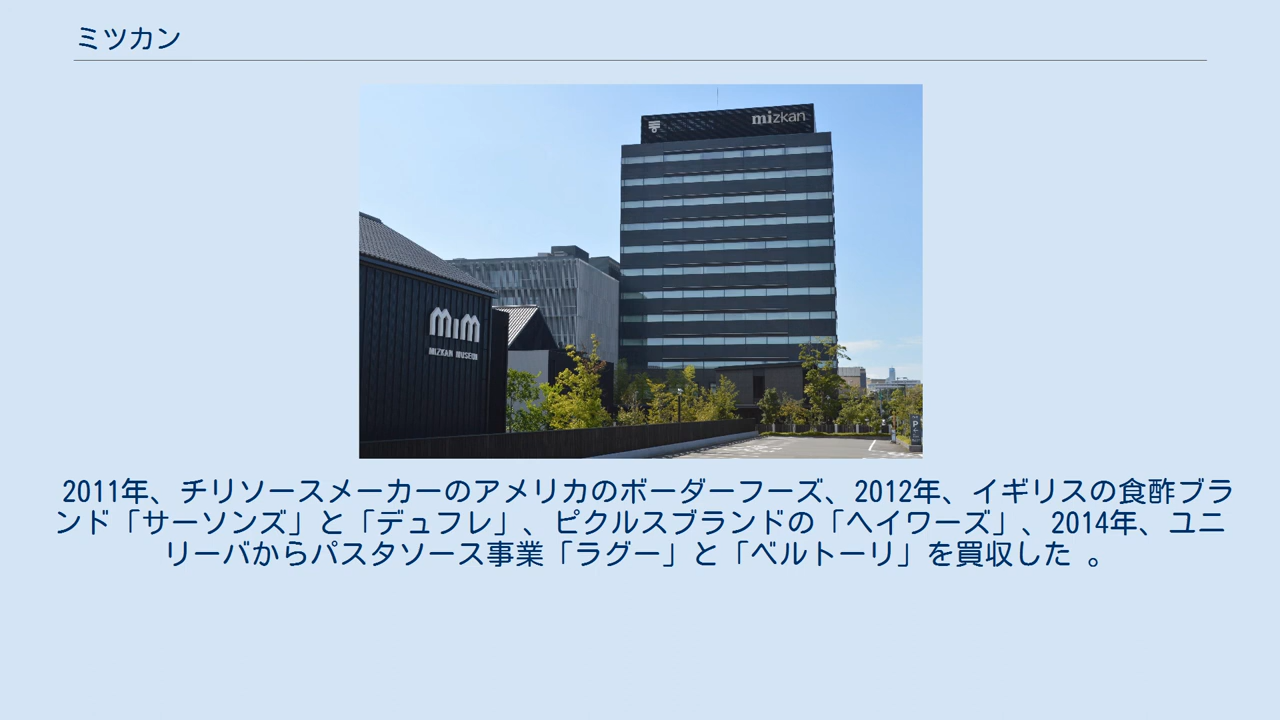 ミツカン
mizkan
MIM
MIZKAN MUSEUM
P
2011年、チリソースメーカーのアメリカのボーダーフーズ、2012年、イギリスの食酢ブラ
ンド「サーソンズ」と「デュフレ」、ピクルスブランドの「ヘイワーズ」、2014年、ユニ
リーバからパスタソース事業「ラグー」と「ベルトーリ」を買収した 。